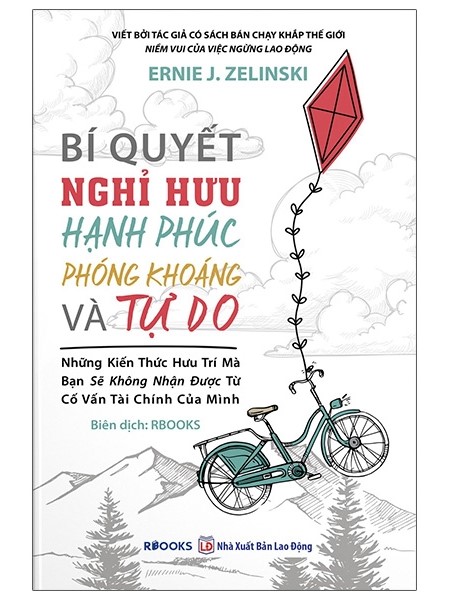 VIẾT BỞI TÁC GIẢ CÓ SÁCH BÁN CHẠY KHẮP THẾ GIỚI
NIỀM VUI CỦA VIỆC NGỪNG LAO ĐỘNG
ERNIE J. ZELINSKI
BÍ QUYẾT
NGHỈ HƯU
HẠNH PHÚC
PHÓNG KHOÁNG
VÀ TỰ DO
Những Kiến Thức Hưu Trí Mà
Bạn Sẽ Không Nhận Được Từ
Cố Vấn Tài Chính Của Mình
Biên dịch: RBOOKS
RBOOKS LĐ Nhà Xuất Bản Lao Động